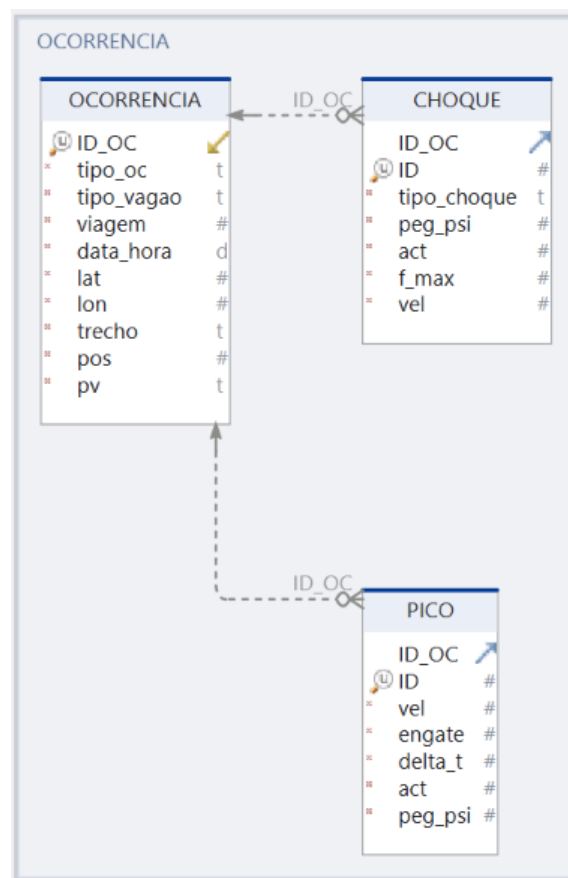 OCORRENCIA
OCORRENCIA
ID_OC
tipo_oc t
tipo_vagao t
viagem #
data_hora d
lat #
lon #
trecho t
pos #
pv t
ID_OC
CHOQUE
ID_OC
ID #
tipo_choque t
peg_psi #
act #
f_max #
vel #
ID_OC
PICO
ID_OC
ID #
vel #
engate #
delta_t #
act #
peg_psi #